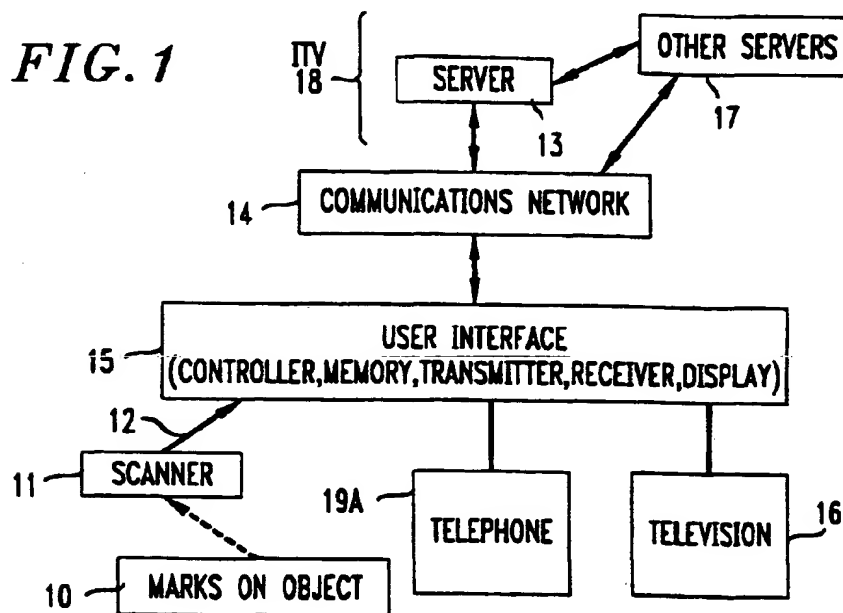 FIG. 1
ITV
18
SERVER
13
OTHER SERVERS
17
14
COMMUNICATIONS NETWORK
15
USER INTERFACE
(CONTROLLER,MEMORY,TRANSMITTER,RECEIVER,DISPLAY)
12
11
SCANNER
19A
TELEPHONE
TELEVISION
16
10
MARKS ON OBJECT